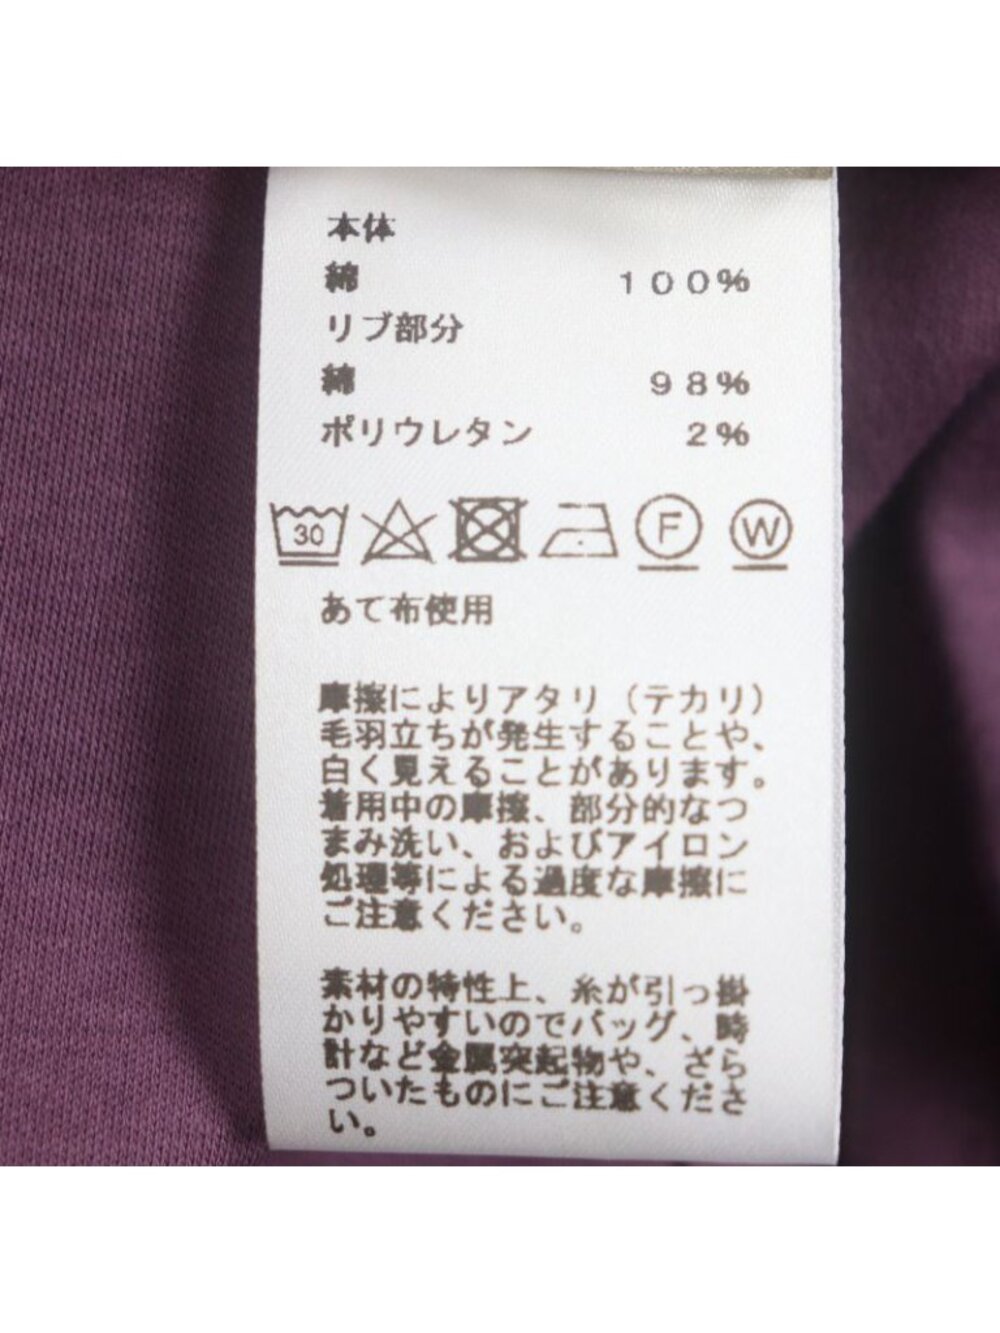 本体
綿 100%
リブ部分
綿 98%
ポリウレタン 2%
30 F W
あて布使用
摩擦によりアタリ（テカリ）
毛羽立ちが発生することや、
白く見えることがあります。
着用中の摩擦、部分的なつ
まみ洗い、およびアイロン
処理等による過度な摩擦に
ご注意ください。
素材の特性上、糸が引っ掛
かりやすいのでバッグ、時
計など金属突起物や、ざら
ついたものにご注意くださ
い。